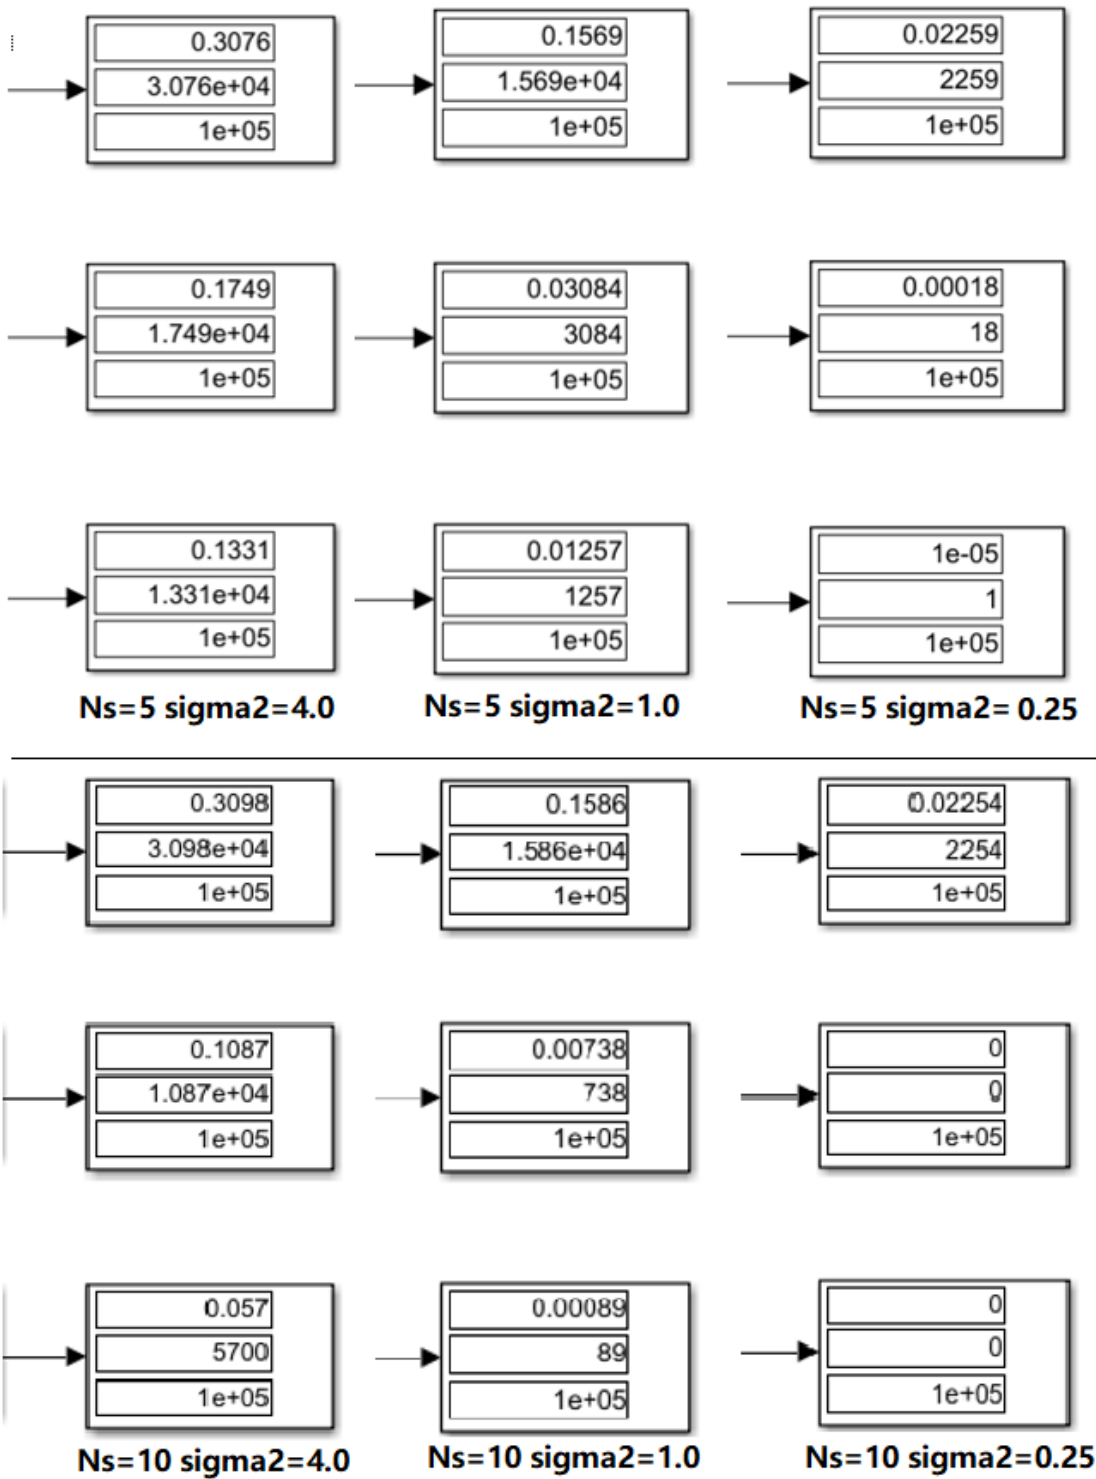 0.3076 0.1569 0.02259
3.076e+04 1.569e+04 2259
1e+05 1e+05 1e+05
0.1749 0.03084 0.00018
1.749e+04 3084 18
1e+05 1e+05 1e+05
0.1331 0.01257 1e-05
1.331e+04 1257 1
1e+05 1e+05 1e+05
Ns=5 sigma2=4.0 Ns=5 sigma2=1.0 Ns=5 sigma2= 0.25
0.3098 0.1586 0.02254
3.098e+04 1.586e+04 2254
1e+05 1e+05 1e+05
0.1087 0.00738 0
1.087e+04 738 0
1e+05 1e+05 1e+05
0.057 0.00089 0
5700 89 0
1e+05 1e+05 1e+05
Ns=10 sigma2=4.0 Ns=10 sigma2=1.0 Ns=10 sigma2=0.25